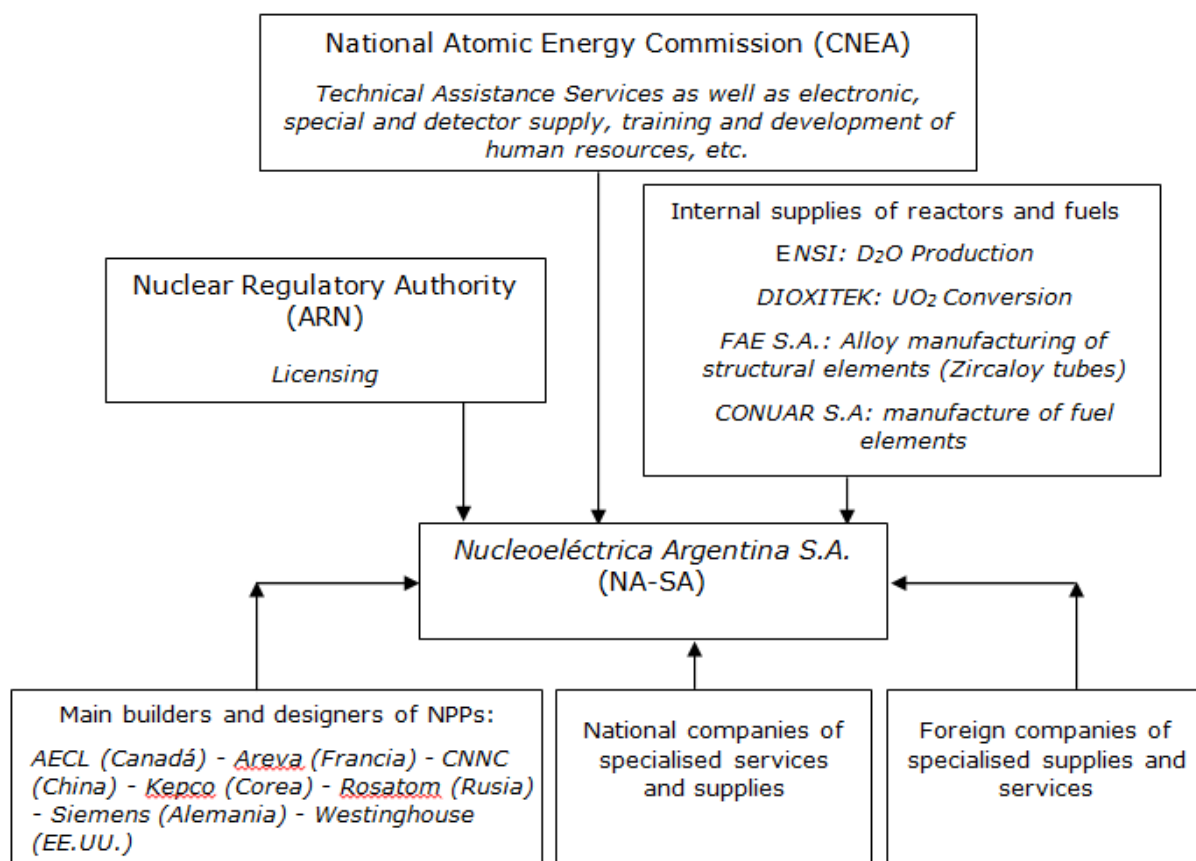 National Atomic Energy Commission (CNEA)
Technical Assistance Services as well as electronic,
special and detector supply, training and development of
human resources, etc.
Internal supplies of reactors and fuels
ENSI: D₂O Production
DIOXITEK: UO₂ Conversion
FAE S.A.: Alloy manufacturing of
structural elements (Zircaloy tubes)
CONUAR S.A: manufacture of fuel
elements
Nuclear Regulatory Authority
(ARN)
Licensing
Nucleoeléctrica Argentina S.A.
(NA-SA)
Main builders and designers of NPPs:
AECL (Canadá) - Areva (Francia) - CNNC
(China) - Kepco (Corea) - Rosatom (Rusia)
- Siemens (Alemania) - Westinghouse
(EE.UU.)
National companies of
specialised services
and supplies
Foreign companies of
specialised supplies and
services